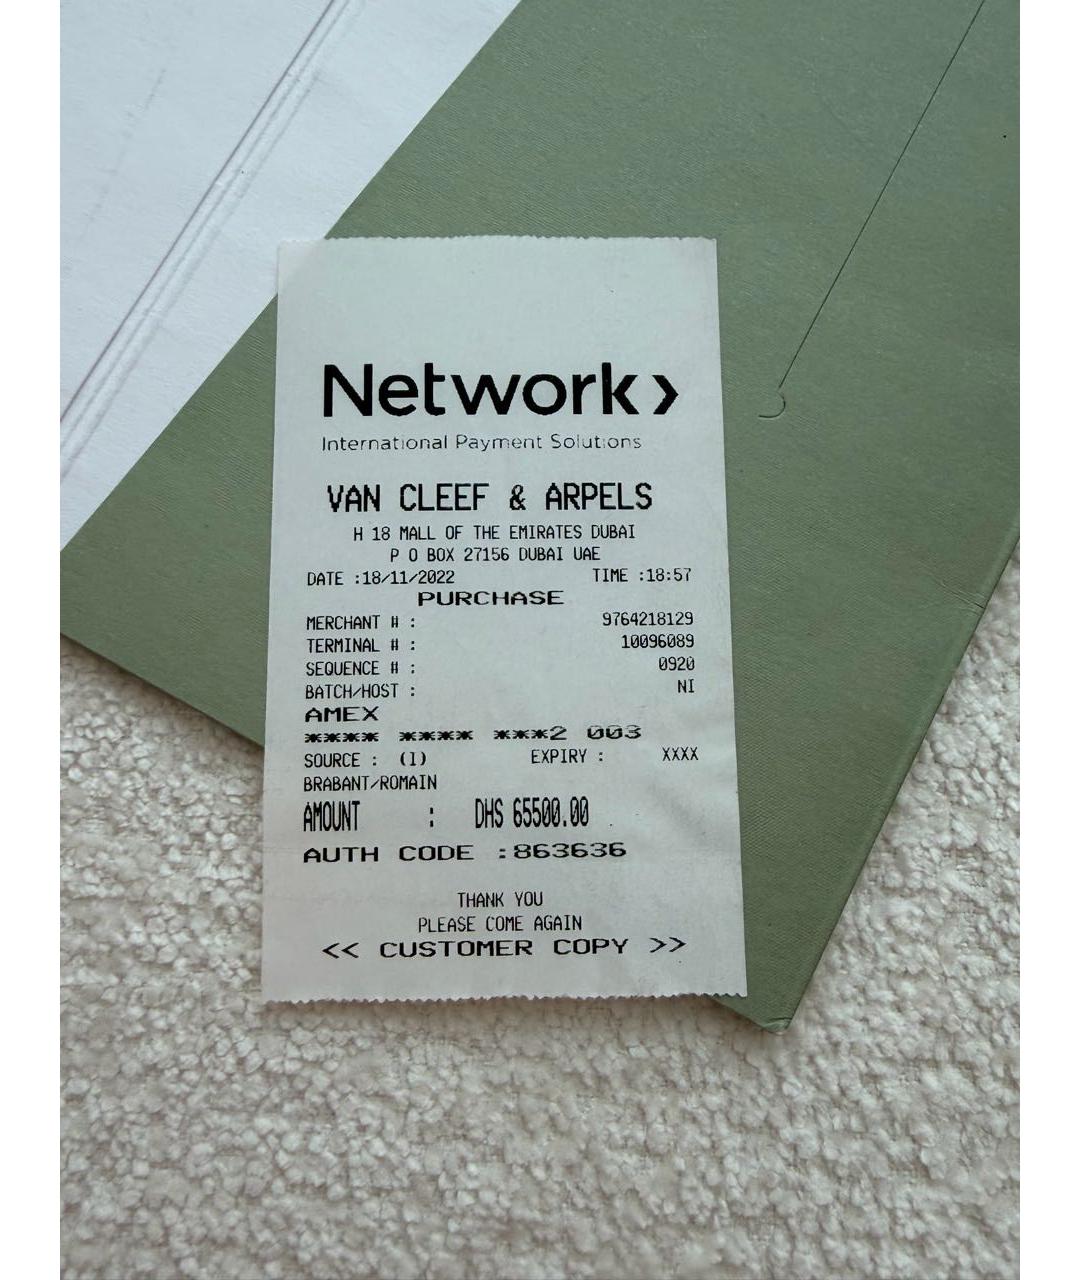 Network>
International Payment Solutions
VAN CLEEF & ARPELS
H 18 MALL OF THE EMIRATES DUBAI
P O BOX 27156 DUBAI UAE
DATE :18/11/2022 TIME :18:57
PURCHASE
MERCHANT # : 9764218129
TERMINAL # : 10096089
SEQUENCE # : 0920
BATCH/HOST : NI
AMEX
**** **** ***2 003
SOURCE : (1) EXPIRY : XXXX
BRABANT/ROMAIN
AMOUNT : DHS 65500.00
AUTH CODE :863636
THANK YOU
PLEASE COME AGAIN
<< CUSTOMER COPY >>